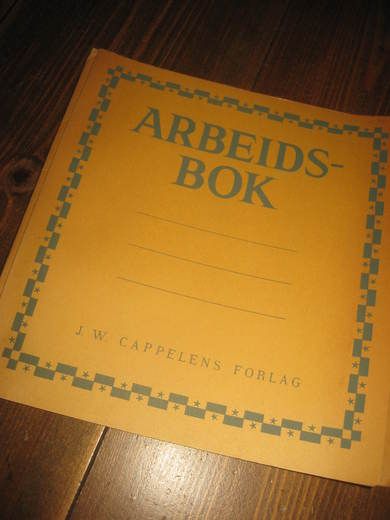 ARBEIDS-
BOK
J. W. CAPPELENS FORLAG